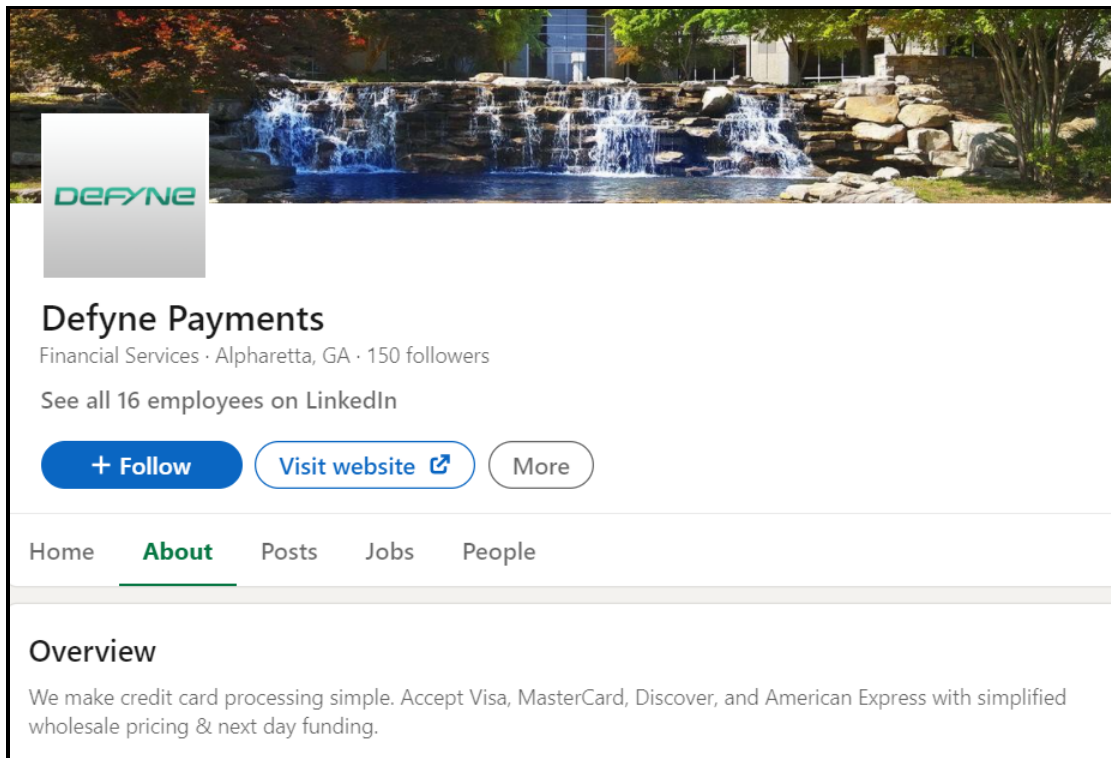 DEFYNE
Defyne Payments
Financial Services · Alpharetta, GA · 150 followers
See all 16 employees on LinkedIn
+ Follow
Visit website
More
Home About Posts Jobs People
Overview
We make credit card processing simple. Accept Visa, MasterCard, Discover, and American Express with simplified
wholesale pricing & next day funding.